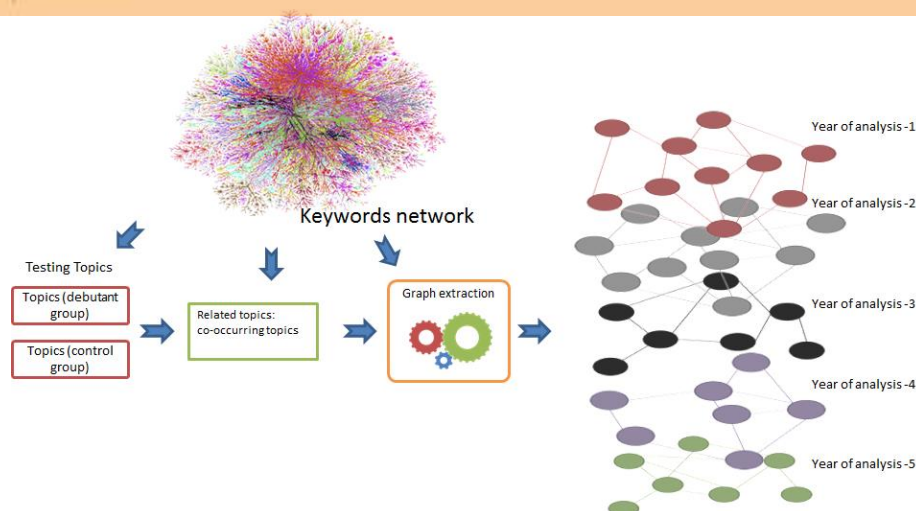 Keywords network
Testing Topics
Topics (debutant
group)
Topics (control
group)
Related topics:
co-occurring topics
Graph extraction
Year of analysis -1
Year of analysis -2
Year of analysis -3
Year of analysis -4
Year of analysis -5